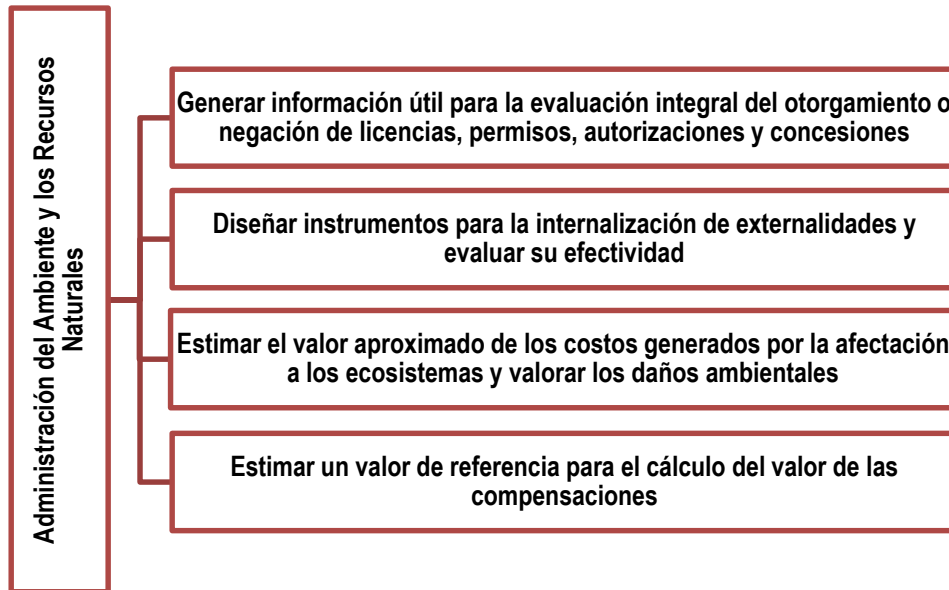 Administración del Ambiente y los Recursos
Naturales
Generar información útil para la evaluación integral del otorgamiento o
negación de licencias, permisos, autorizaciones y concesiones
Diseñar instrumentos para la internalización de externalidades y
evaluar su efectividad
Estimar el valor aproximado de los costos generados por la afectación
a los ecosistemas y valorar los daños ambientales
Estimar un valor de referencia para el cálculo del valor de las
compensaciones